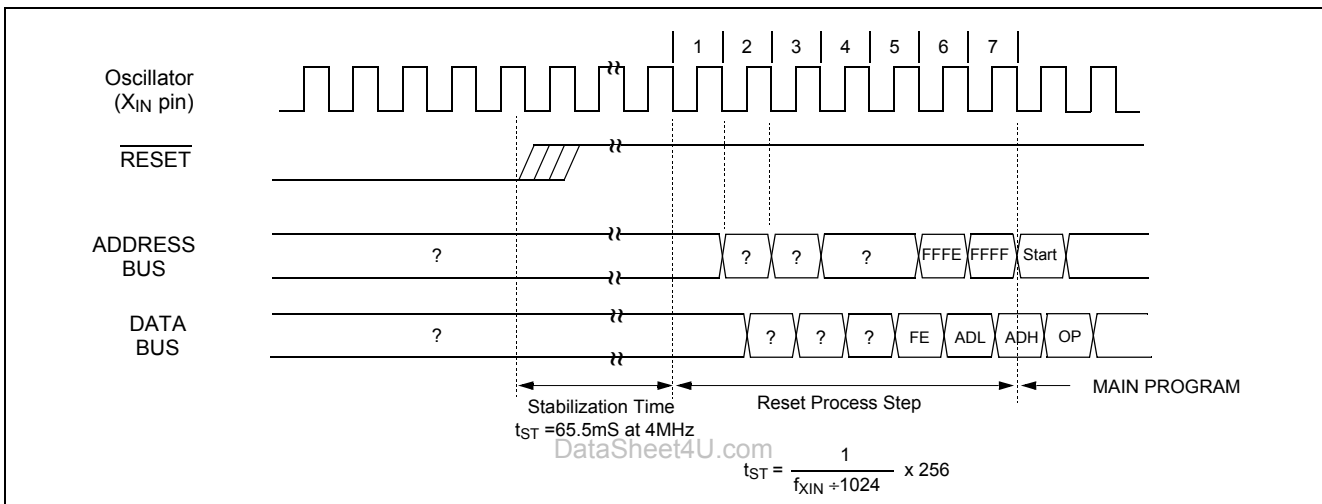 1 2 3 4 5 6 7
Oscillator
(XIN pin)
RESET
ADDRESS
BUS
? ? ? ? FFFE FFFF Start
DATA
BUS
? ? ? ? FE ADL ADH OP
MAIN PROGRAM
Stabilization Time
tST =65.5mS at 4MHz
Reset Process Step
DataSheet4U.com
tST = 1 / fXIN ÷1024 x 256